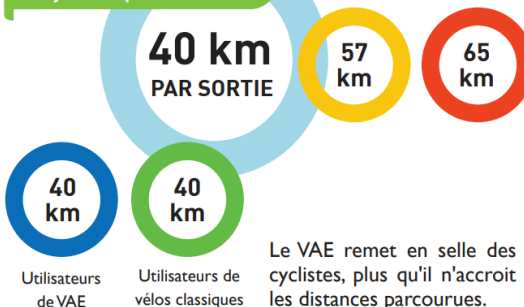 40 km
PAR SORTIE
57
km
65
km
40
km
40
km
Utilisateurs
de VAE
Utilisateurs de
vélos classiques
Le VAE remet en selle des
cyclistes, plus qu'il n'accroit
les distances parcourues.